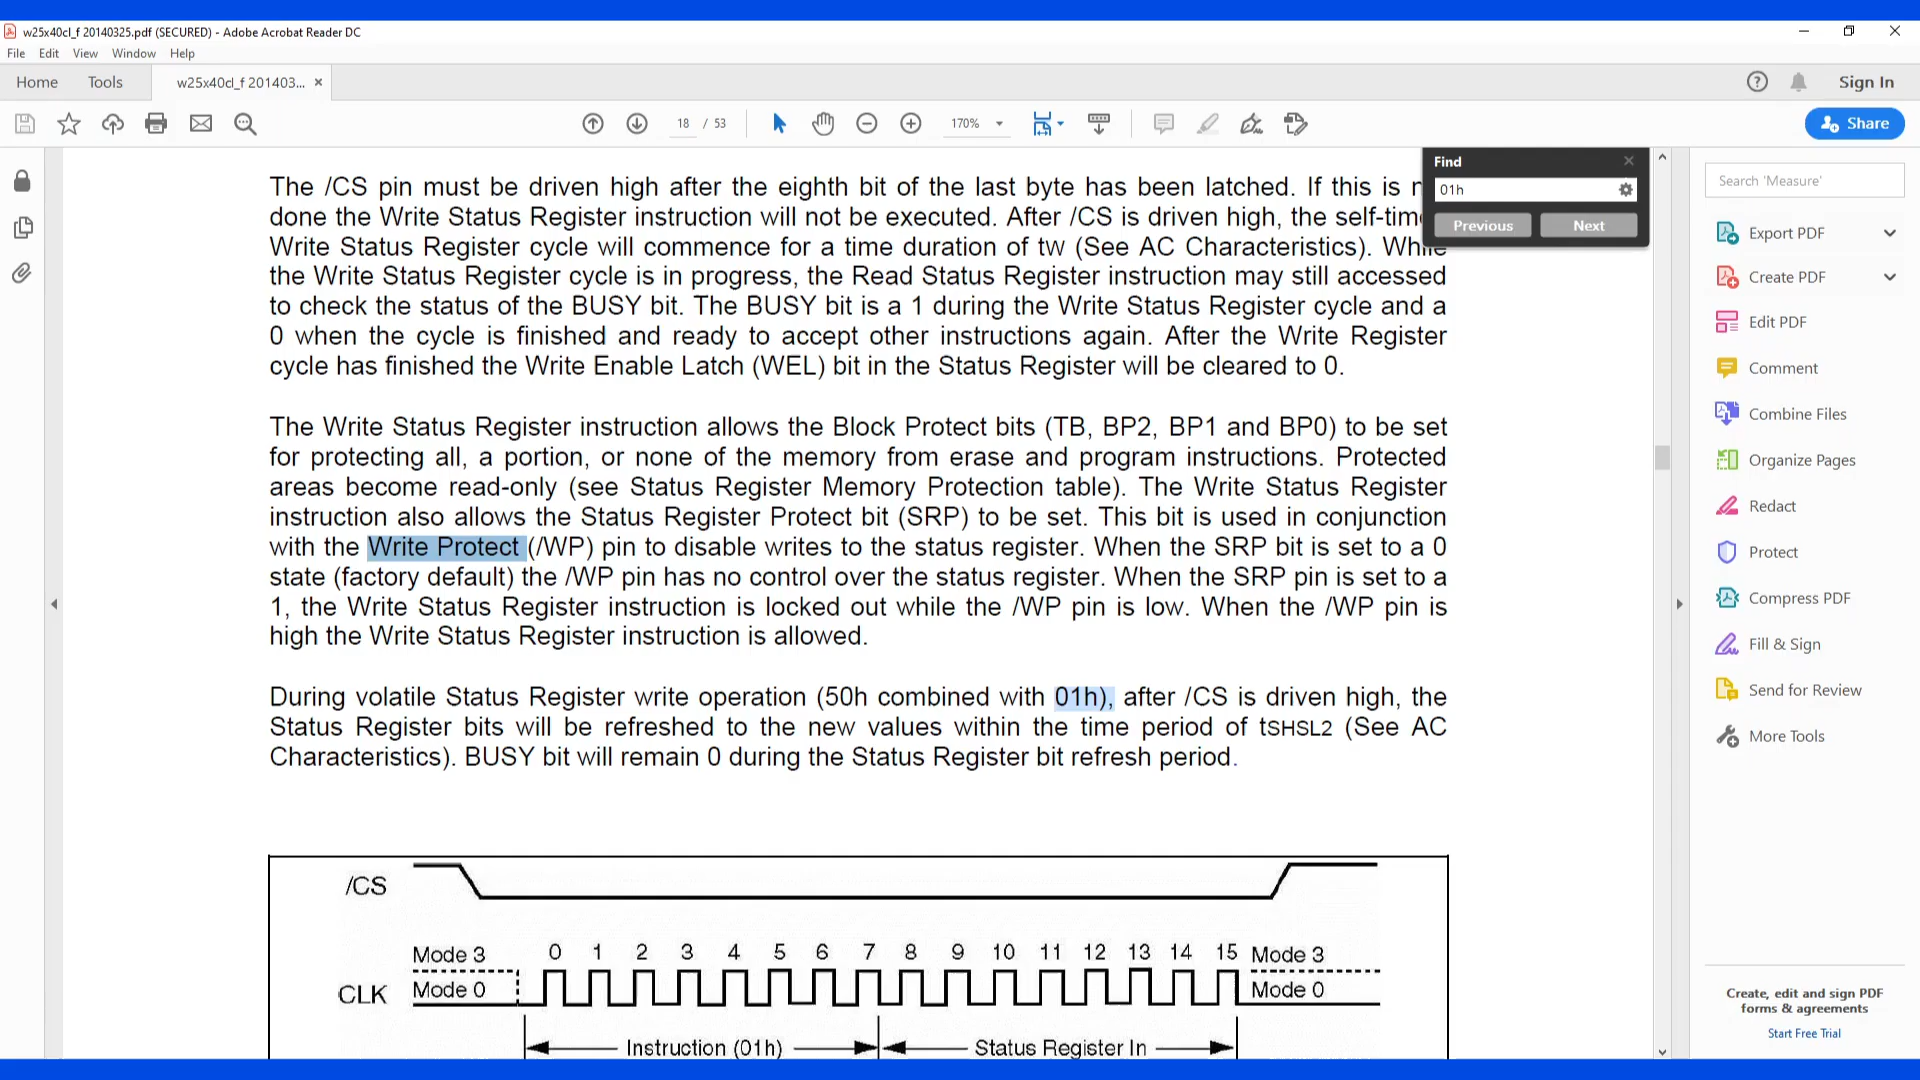 w25x40cl_f 20140325.pdf (SECURED) - Adobe Acrobat Reader DC
File Edit View Window Help
Home Tools w25x40cl_f 201403... × Sign In
18 / 53 170% Share
Find
01h
Previous Next
Search 'Measure'
Export PDF
Create PDF
Edit PDF
Comment
Combine Files
Organize Pages
Redact
Protect
Compress PDF
Fill & Sign
Send for Review
More Tools
Create, edit and sign PDF
forms & agreements
Start Free Trial
The /CS pin must be driven high after the eighth bit of the last byte has been latched. If this is
done the Write Status Register instruction will not be executed. After /CS is driven high, the self-time
Write Status Register cycle will commence for a time duration of tW (See AC Characteristics). While
the Write Status Register cycle is in progress, the Read Status Register instruction may still accessed
to check the status of the BUSY bit. The BUSY bit is a 1 during the Write Status Register cycle and a
0 when the cycle is finished and ready to accept other instructions again. After the Write Register
cycle has finished the Write Enable Latch (WEL) bit in the Status Register will be cleared to 0.
The Write Status Register instruction allows the Block Protect bits (TB, BP2, BP1 and BP0) to be set
for protecting all, a portion, or none of the memory from erase and program instructions. Protected
areas become read-only (see Status Register Memory Protection table). The Write Status Register
instruction also allows the Status Register Protect bit (SRP) to be set. This bit is used in conjunction
with the Write Protect (/WP) pin to disable writes to the status register. When the SRP bit is set to a 0
state (factory default) the /WP pin has no control over the status register. When the SRP pin is set to a
1, the Write Status Register instruction is locked out while the /WP pin is low. When the /WP pin is
high the Write Status Register instruction is allowed.
During volatile Status Register write operation (50h combined with 01h), after /CS is driven high, the
Status Register bits will be refreshed to the new values within the time period of tSHSL2 (See AC
Characteristics). BUSY bit will remain 0 during the Status Register bit refresh period.
/CS
Mode 3 0 1 2 3 4 5 6 7 8 9 10 11 12 13 14 15 Mode 3
CLK Mode 0 Mode 0
Instruction (01h) Status Register In